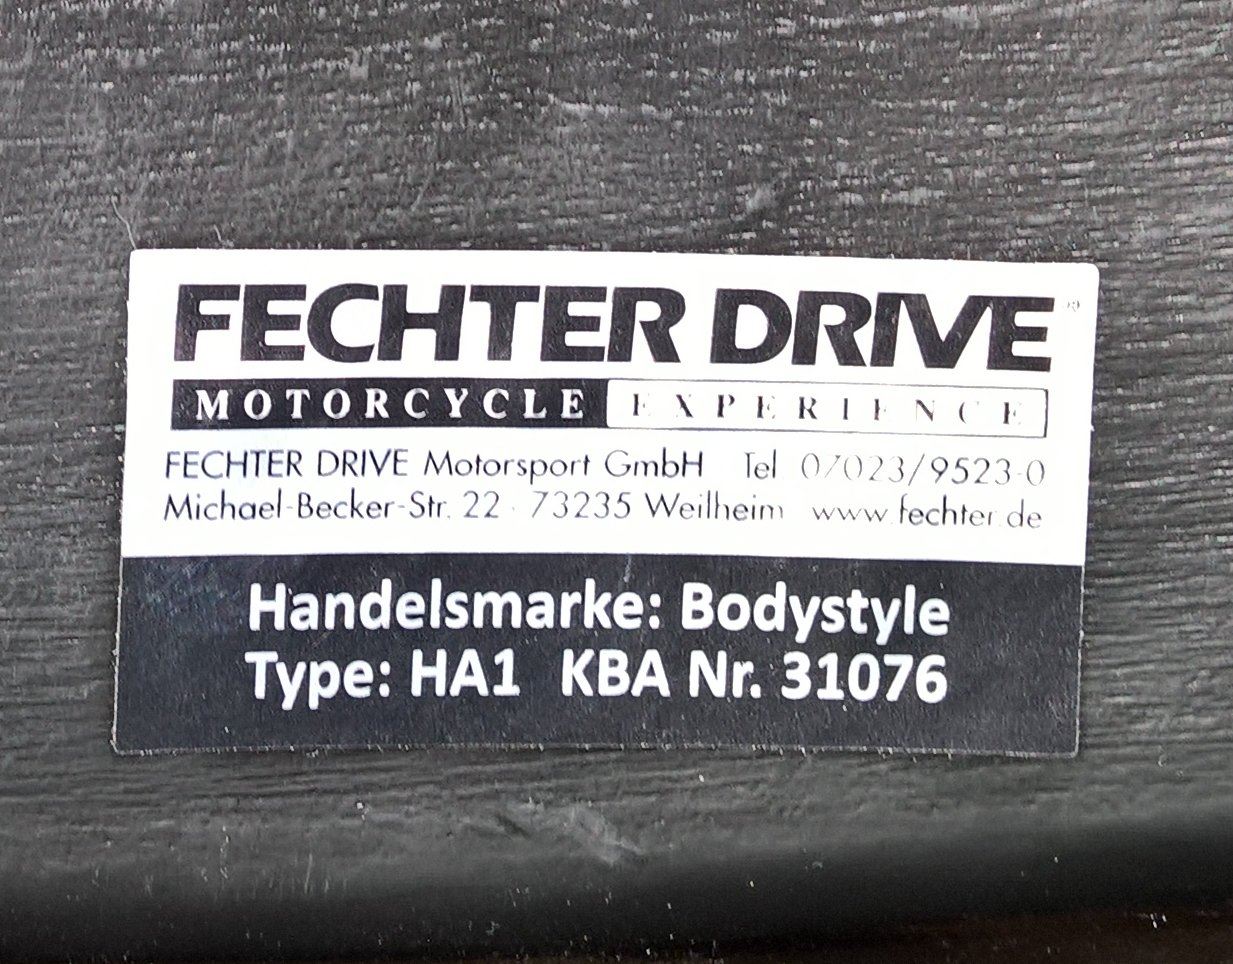 FECHTER DRIVE
MOTORCYCLE EXPERIENCE
FECHTER DRIVE Motorsport GmbH Tel 07023/9523-0
Michael-Becker-Str. 22 · 73235 Weilheim www.fechter.de
Handelsmarke: Bodystyle
Type: HA1 KBA Nr. 31076